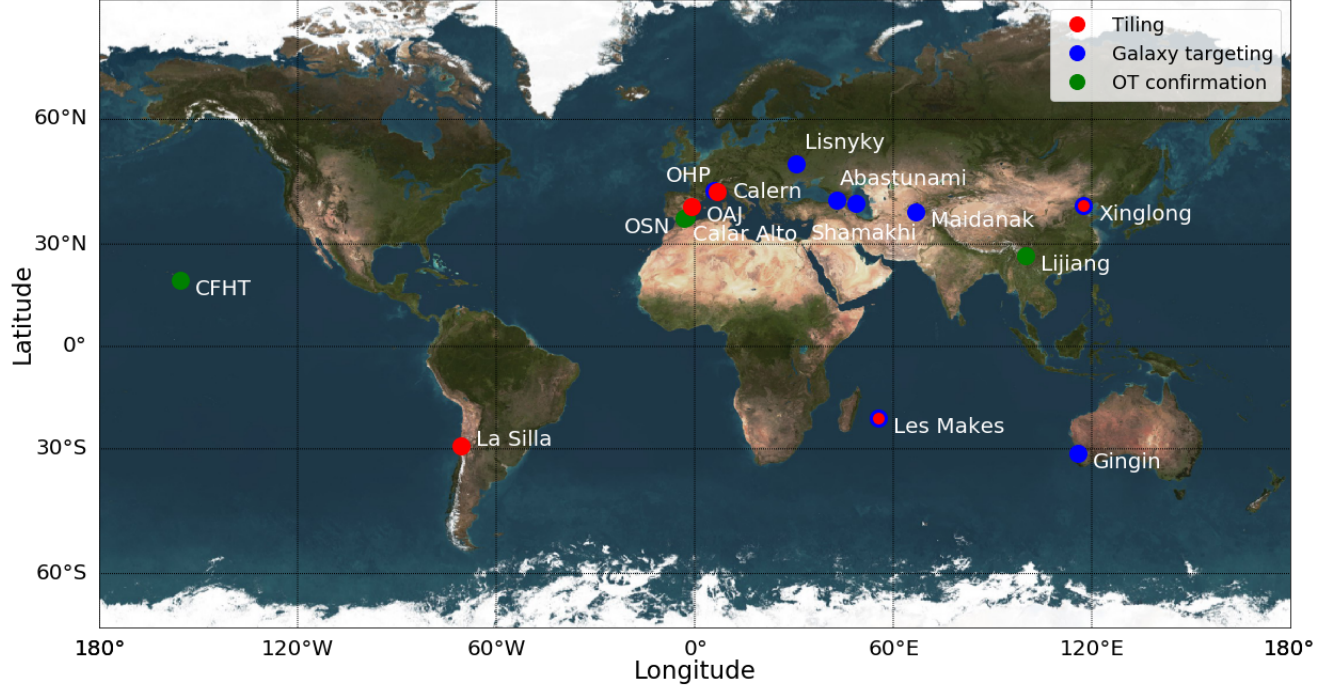 Tiling
Galaxy targeting
OT confirmation
60°N
30°N
0°
30°S
60°S
Latitude
Lisnyky
OHP
Calern
Abastunami
OAJ
OSN
Calar Alto
Shamakhi
Maidanak
Xinglong
Lijiang
CFHT
Les Makes
La Silla
Gingin
180°
120°W
60°W
0°
60°E
120°E
180°
Longitude